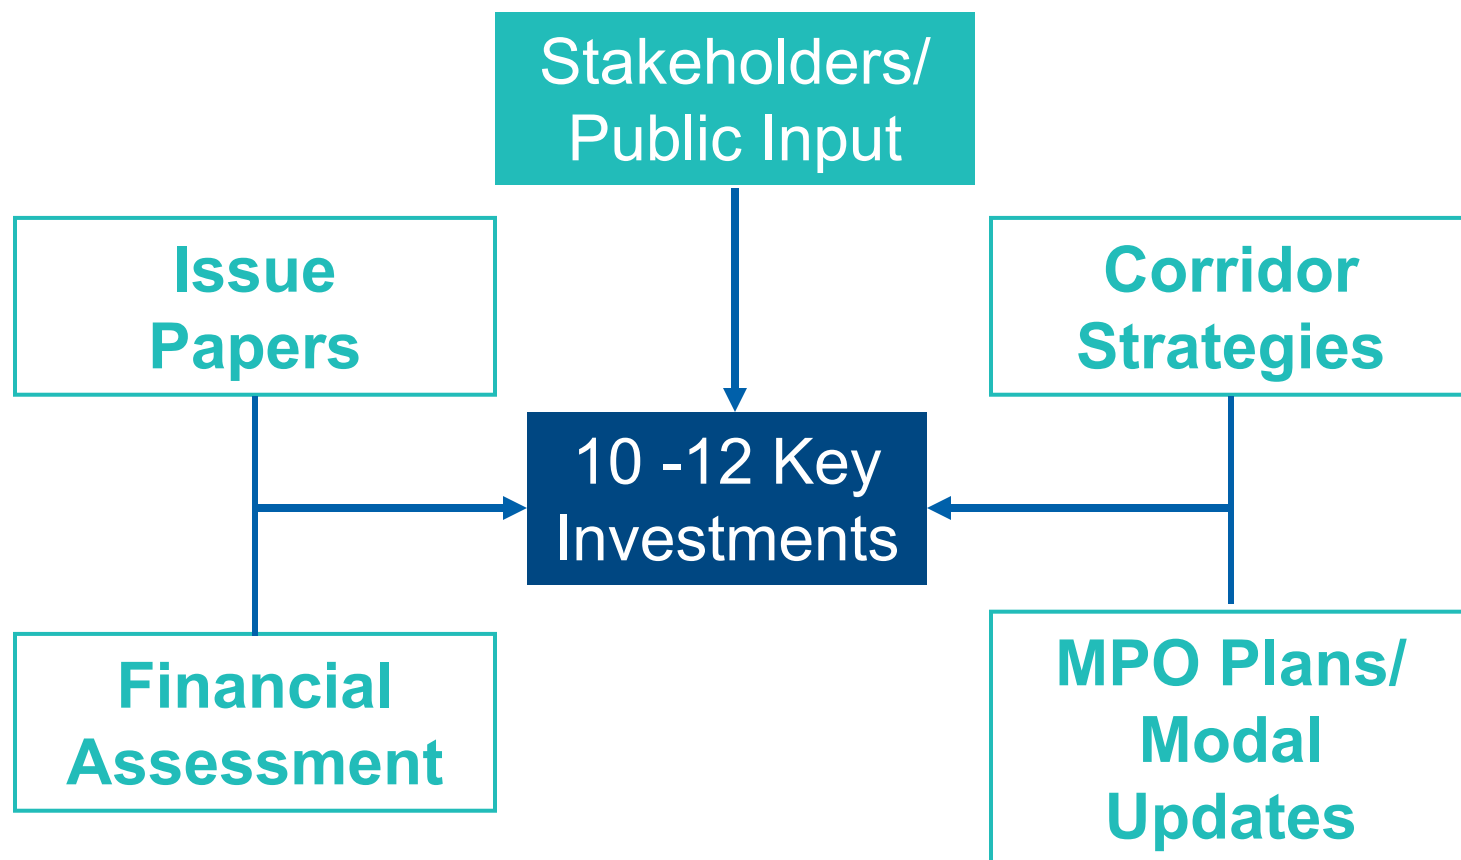 Stakeholders/
Public Input
Issue
Papers
Corridor
Strategies
10 -12 Key
Investments
Financial
Assessment
MPO Plans/
Modal
Updates